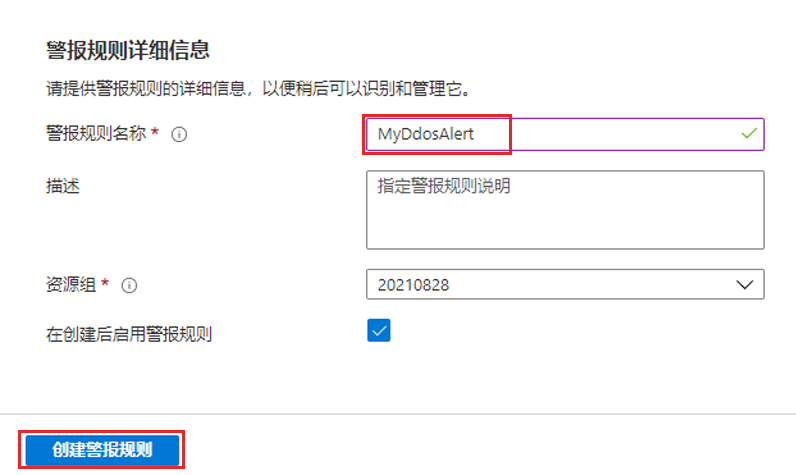 警报规则详细信息
请提供警报规则的详细信息，以便稍后可以识别和管理它。
警报规则名称 *
MyDdosAlert
描述
指定警报规则说明
资源组 *
20210828
在创建后启用警报规则
创建警报规则